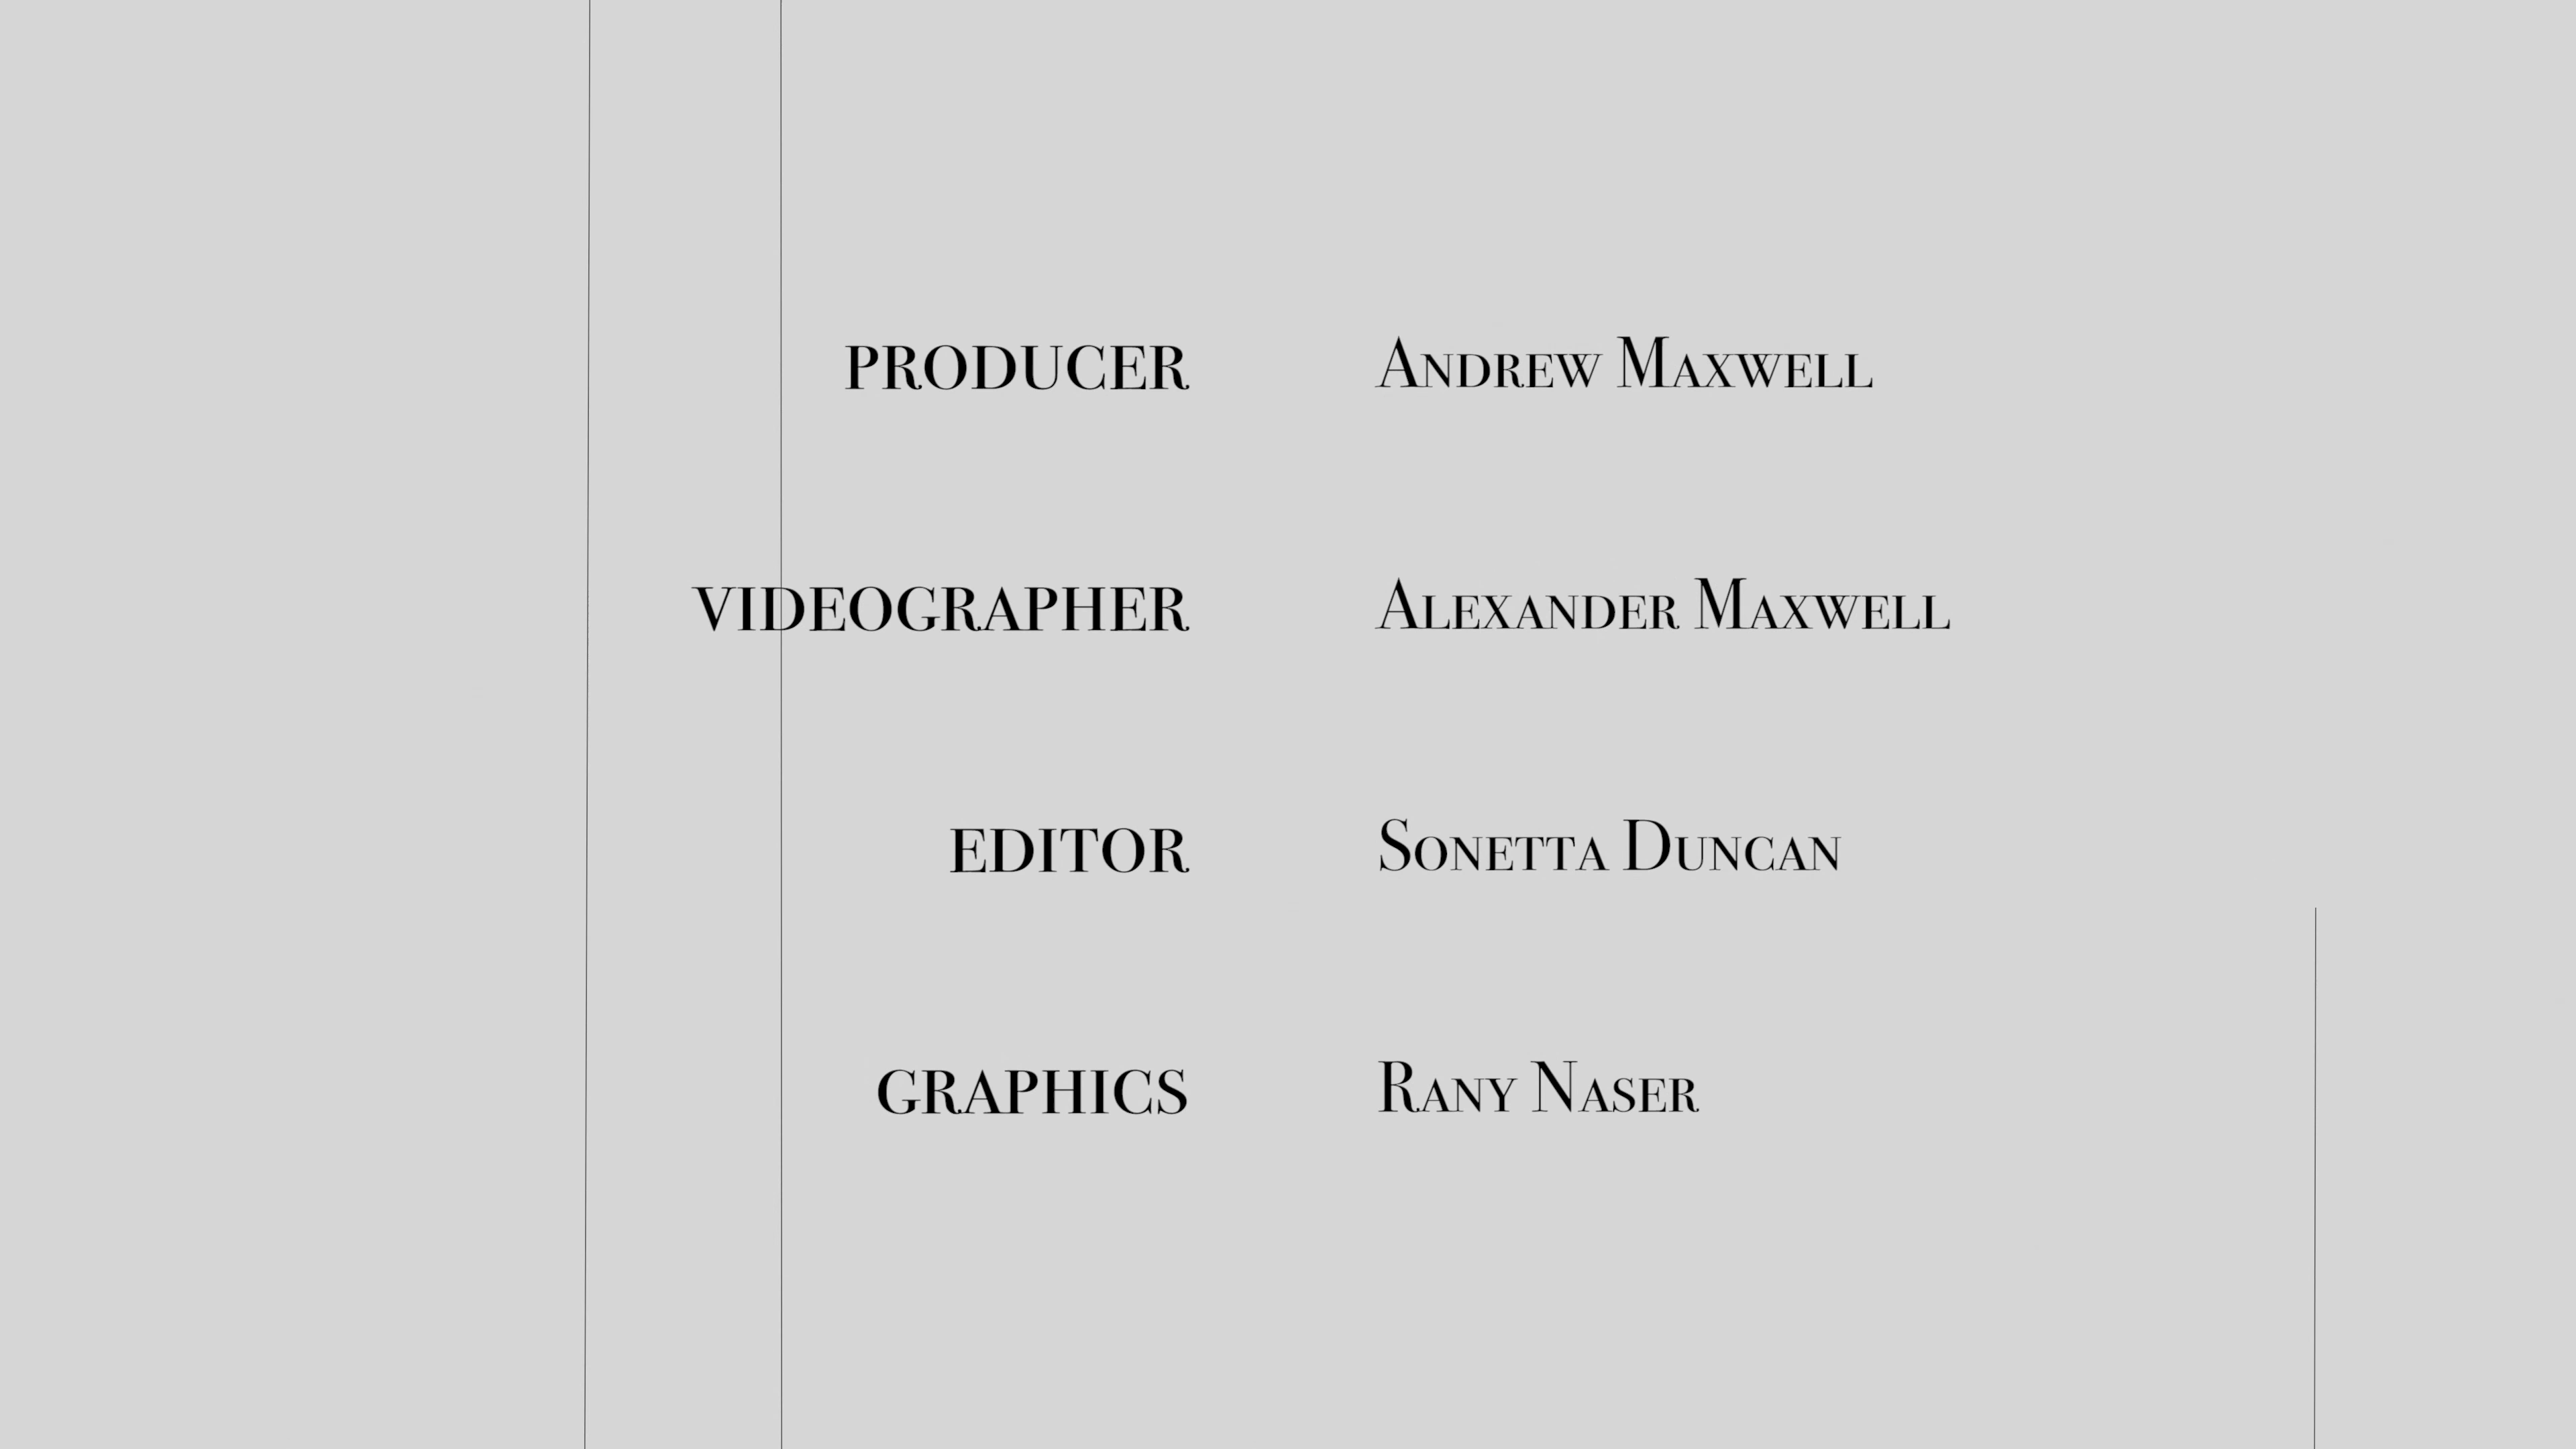 PRODUCER Andrew Maxwell
VIDEOGRAPHER Alexander Maxwell
EDITOR Sonetta Duncan
GRAPHICS Rany Naser